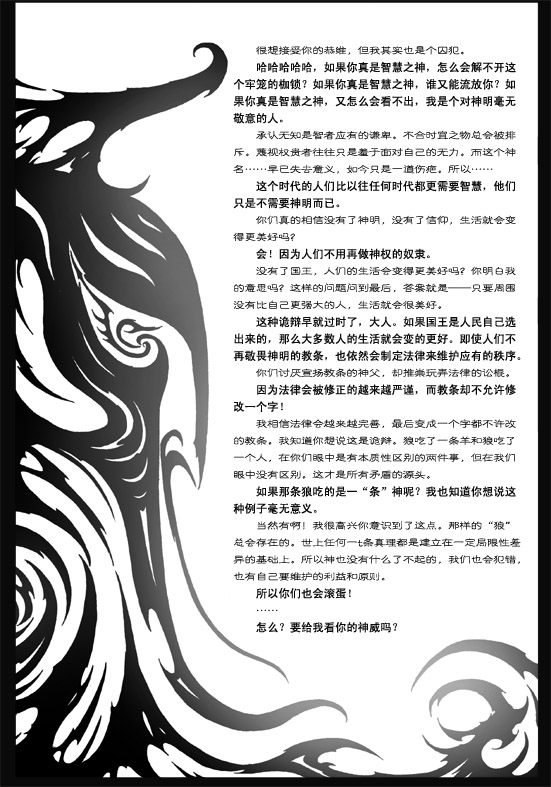 很想接受你的恭维，但我其实也是个囚犯。
哈哈哈哈哈，如果你真是智慧之神，怎么会解不开这
个牢笼的枷锁？如果你真是智慧之神，谁又能流放你？如
果你真是智慧之神，又怎么会看不出，我是个对神明毫无
敬意的人。
承认无知是智者应有的谦卑。不合时宜之物总会被排
斥。蔑视权贵者往往只是羞于面对自己的无力。而这个神
名……早已失去意义，如今只是一道伤疤。所以……
这个时代的人们比以往任何时代都更需要智慧，他们
只是不需要神明而已。
你们真的相信没有了神明，没有了信仰，生活就会变
得更美好吗？
会！因为人们不用再做神权的奴隶。
没有了国王，人们的生活会变得更美好吗？你明白我
的意思吗？这样的问题问到最后，答案就是——只要周围
没有比自己更强大的人，生活就会很美好。
这种诡辩早就过时了，大人。如果国王是人民自己选
出来的，那么大多数人的生活就会变的更好。即使人们不
再敬畏神明的教条，也依然会制定法律来维护应有的秩序。
你们讨厌宣扬教条的神父，却推崇玩弄法律的讼棍。
因为法律会被修正的越来越严谨，而教条却不允许修
改一个字！
我相信法律会越来越完善，最后变成一个字都不许改
的教条。我知道你想说这是诡辩。狼吃了一条羊和狼吃了
一个人，在你们眼中是有本质性区别的两件事，但在我们
眼中没有区别。这才是所有矛盾的源头。
如果那条狼吃的是一“条”神呢？我也知道你想说这
种例子毫无意义。
当然有啊！我很高兴你意识到了这点。那样的“狼”
总会存在的。世上任何一t条真理都是建立在一定局限性差
异的基础上。所以神也没有什么了不起的，我们也会犯错，
也有自己要维护的利益和原则。
所以你们也会滚蛋！
……
怎么？要给我看你的神威吗？